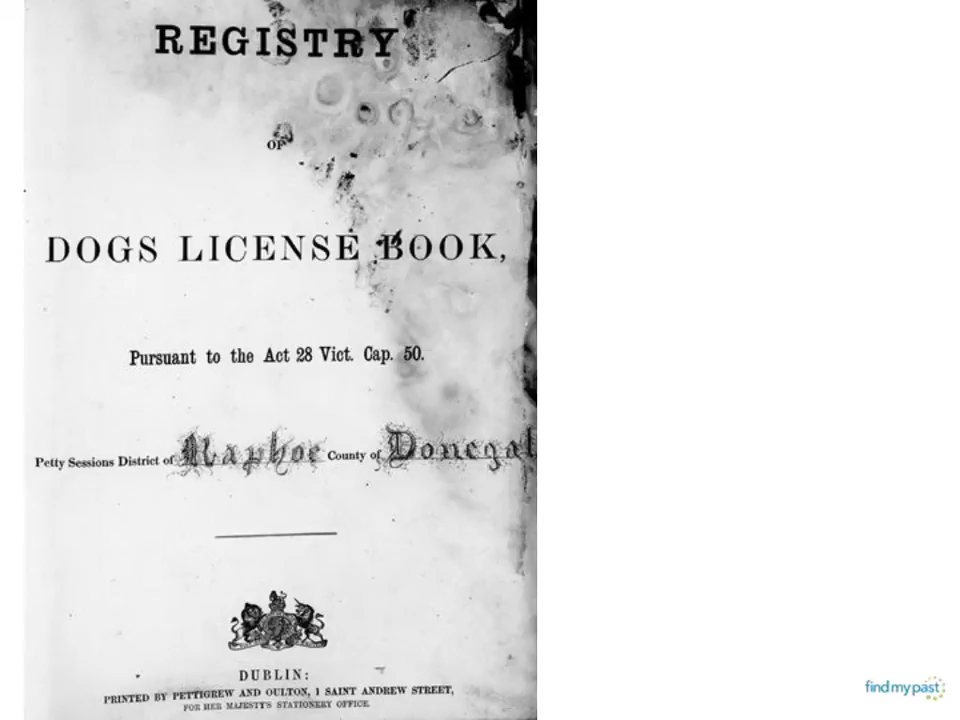 REGISTRY
OF
DOGS LICENSE BOOK,
Pursuant to the Act 28 Vict. Cap. 50.
Petty Sessions District of Raphoe County of Donegal
DUBLIN:
PRINTED BY PETTIGREW AND OULTON, 1 SAINT ANDREW STREET,
FOR HER MAJESTY'S STATIONERY OFFICE.
findmypast